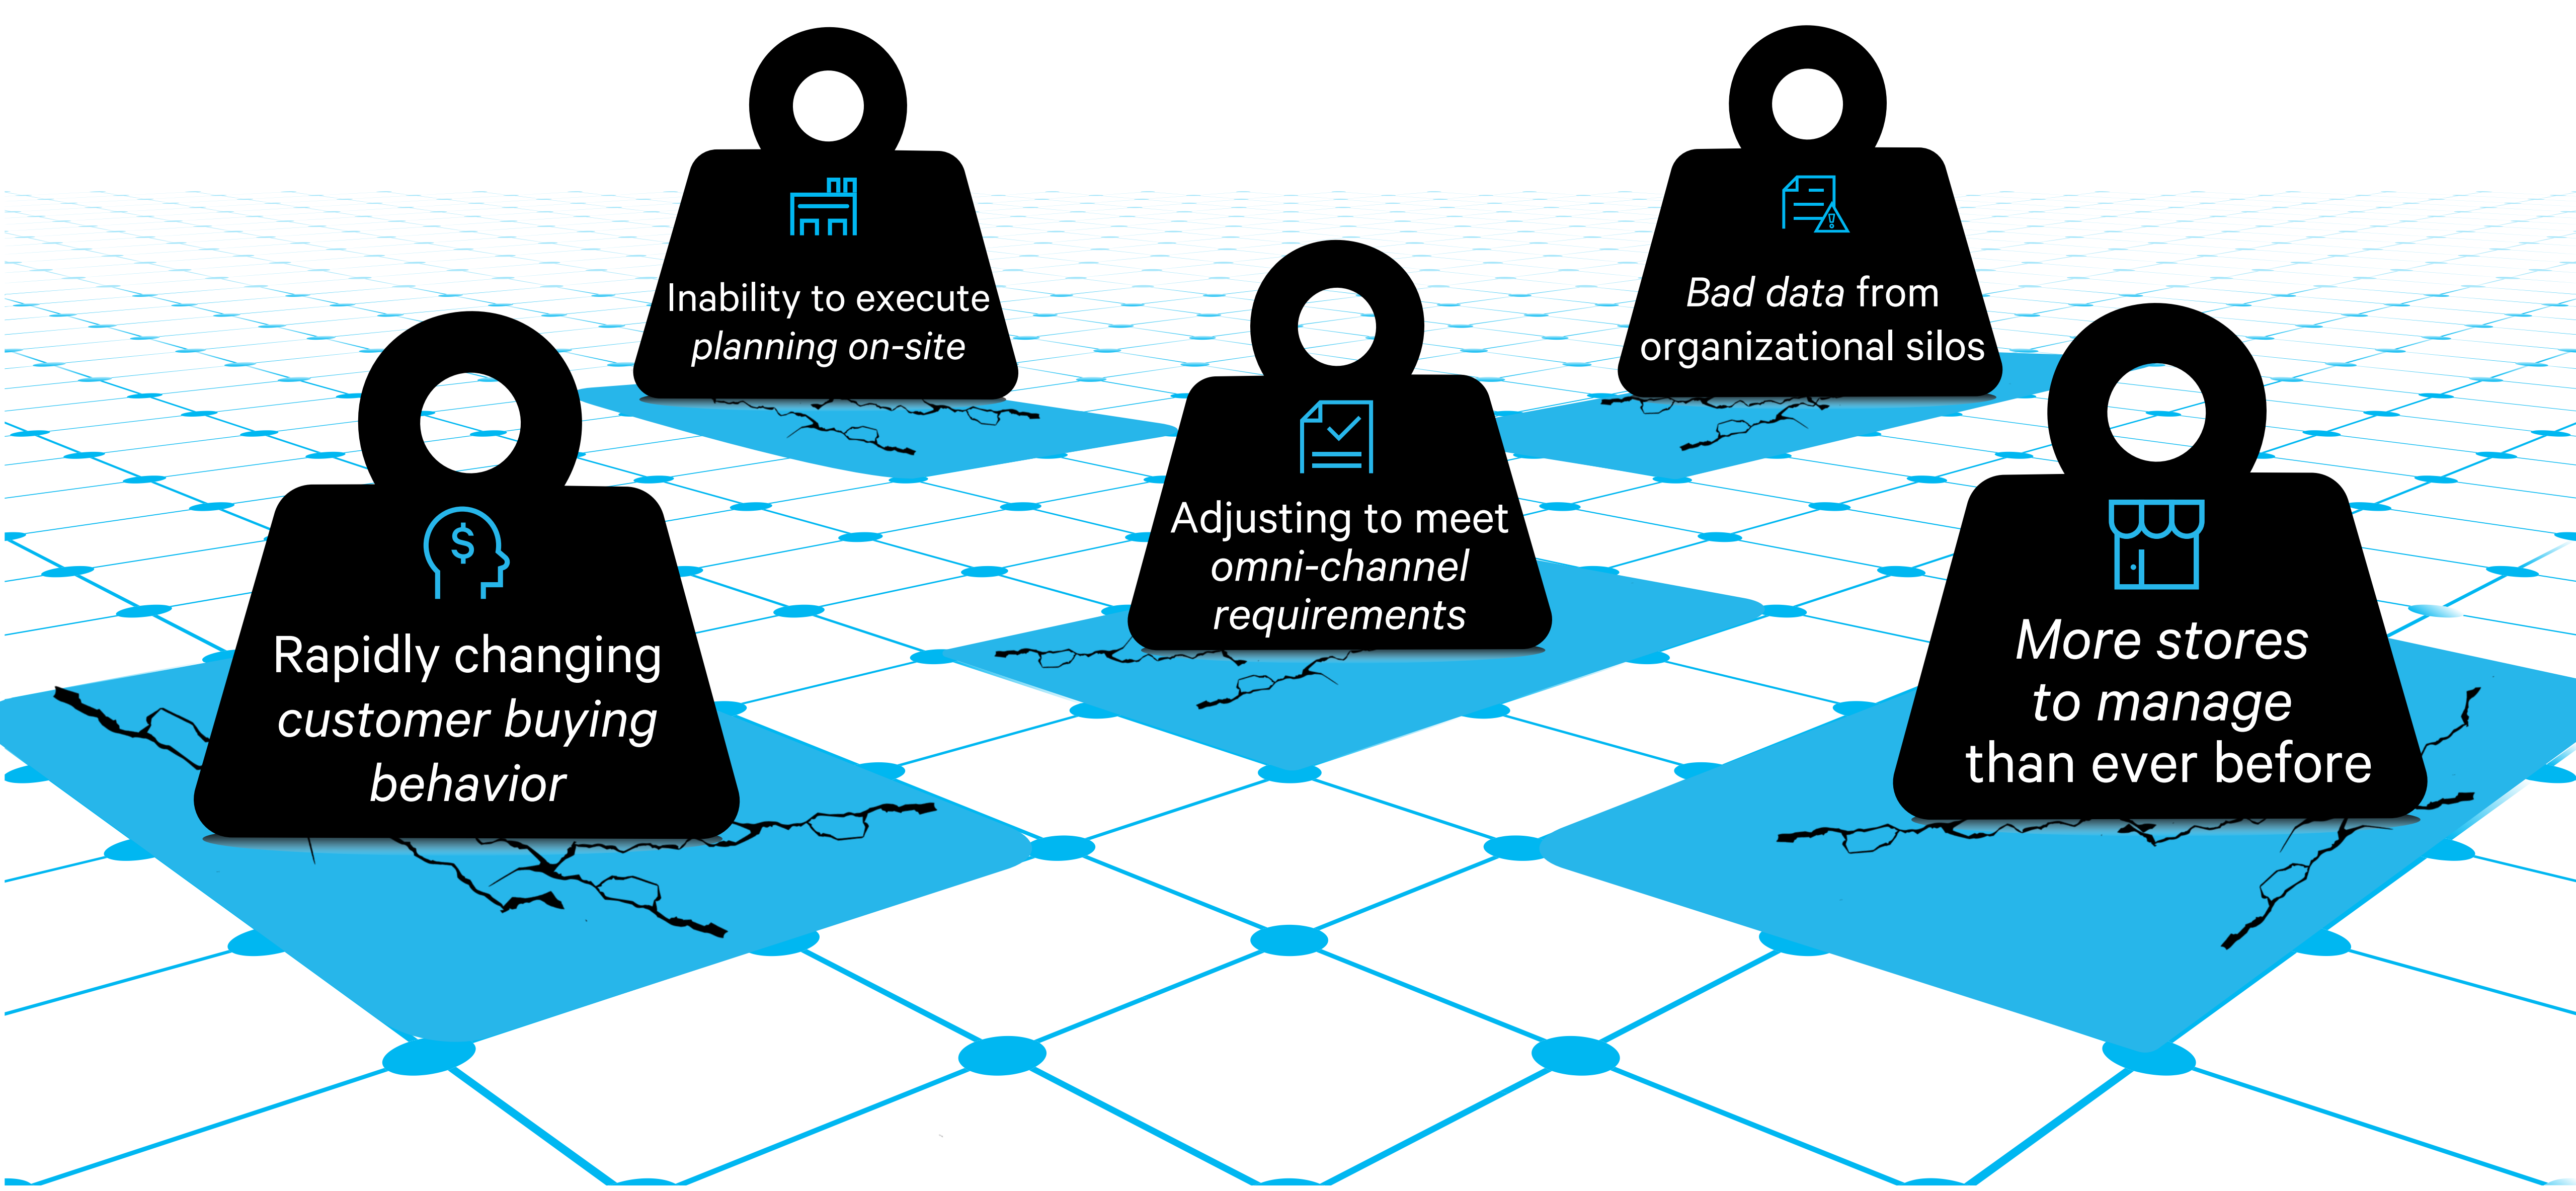 Inability to execute
planning on-site
Bad data from
organizational silos
Adjusting to meet
omni-channel
requirements
$
Rapidly changing
customer buying
behavior
More stores
to manage
than ever before